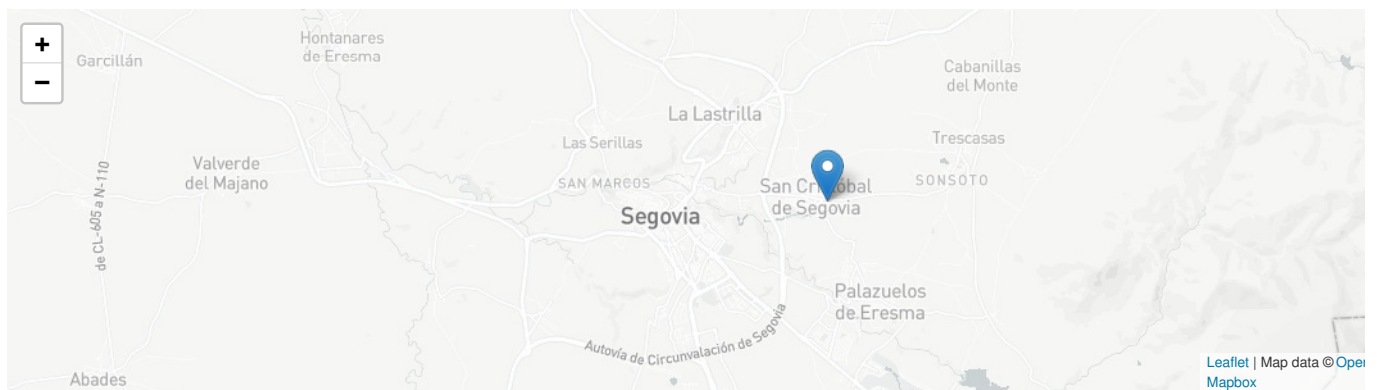 +
−
Garcillán
Hontanares
de Eresma
Cabanillas
del Monte
La Lastrilla
Las Serillas
Trescasas
Valverde
del Majano
SAN MARCOS
San Cristóbal
de Segovia
SONSOTO
Segovia
de CL-605 a N-110
Palazuelos
de Eresma
Autovía de Circunvalación de Segovia
Abades
Leaflet | Map data © Ope
Mapbox